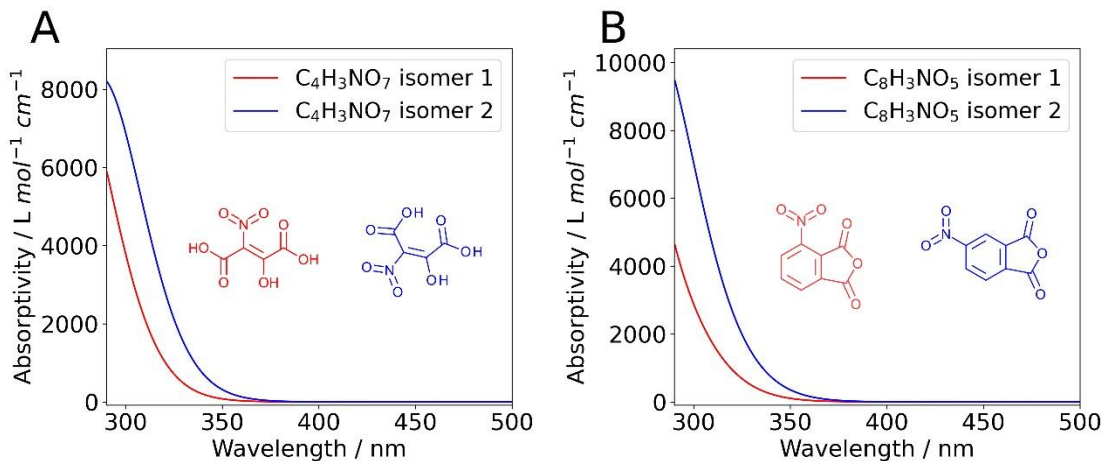 A
B
C₄H₃NO₇ isomer 1
C₄H₃NO₇ isomer 2
C₈H₃NO₅ isomer 1
C₈H₃NO₅ isomer 2
Absorptivity / L mol⁻¹ cm⁻¹
8000
6000
4000
2000
0
O
O
N
O
O
HO
OH
O
OH
O
OH
O
OH
N
O
O
OH
300
350
400
450
500
Wavelength / nm
Absorptivity / L mol⁻¹ cm⁻¹
10000
8000
6000
4000
2000
0
O
N
O
O
O
O
O
N
O
O
O
O
300
350
400
450
500
Wavelength / nm